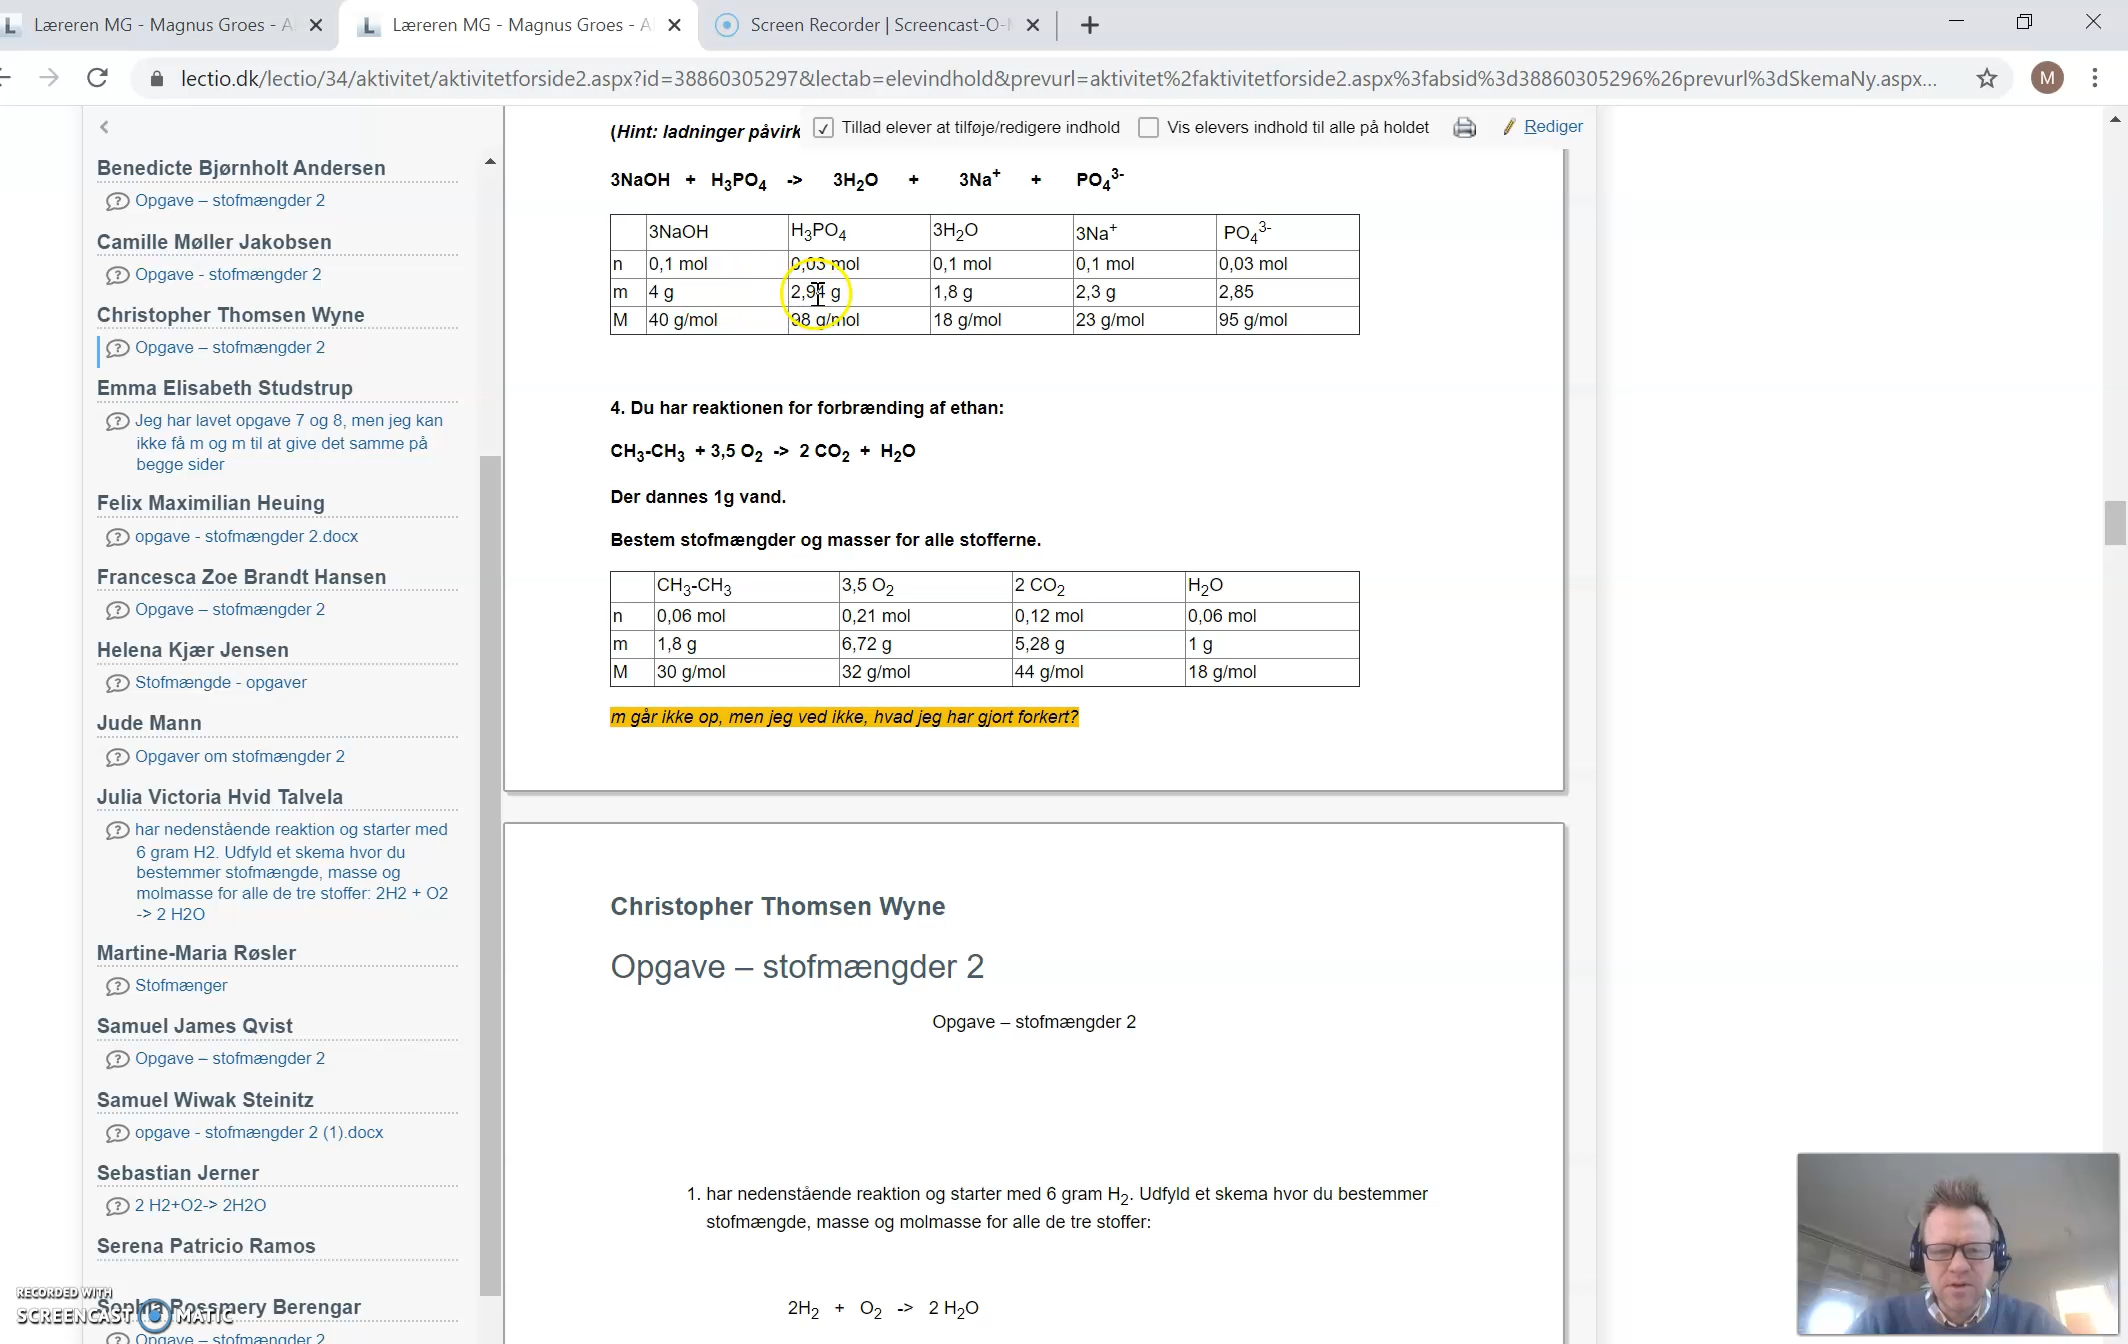 Læreren MG - Magnus Groes - A
Læreren MG - Magnus Groes - A
Screen Recorder | Screencast-O-
lectio.dk/lectio/34/aktivitet/aktivitetforside2.aspx?id=38860305297&lectab=elevindhold&prevurl=aktivitet%2faktivitetforside2.aspx%3fabsid%3d38860305296%26prevurl%3dSkemaNy.aspx...
M
Benedicte Bjørnholt Andersen
Opgave – stofmængder 2
Camille Møller Jakobsen
Opgave - stofmængder 2
Christopher Thomsen Wyne
Opgave – stofmængder 2
Emma Elisabeth Studstrup
Jeg har lavet opgave 7 og 8, men jeg kan
ikke få m og m til at give det samme på
begge sider
Felix Maximilian Heuing
opgave - stofmængder 2.docx
Francesca Zoe Brandt Hansen
Opgave – stofmængder 2
Helena Kjær Jensen
Stofmængde - opgaver
Jude Mann
Opgaver om stofmængder 2
Julia Victoria Hvid Talvela
har nedenstående reaktion og starter med
6 gram H2. Udfyld et skema hvor du
bestemmer stofmængde, masse og
molmasse for alle de tre stoffer: 2H2 + O2
-> 2 H2O
Martine-Maria Røsler
Stofmænger
Samuel James Qvist
Opgave – stofmængder 2
Samuel Wiwak Steinitz
opgave - stofmængder 2 (1).docx
Sebastian Jerner
2 H2+O2-> 2H2O
Serena Patricio Ramos
Sophia Rossmery Berengar
Opgave – stofmængder 2
RECORDED WITH
SCREENCAST MATIC
(Hint: ladninger påvirk
Tillad elever at tilføje/redigere indhold
Vis elevers indhold til alle på holdet
Rediger
3NaOH + H3PO4 -> 3H2O + 3Na+ + PO4 3-
3NaOH H3PO4 3H2O 3Na+ PO4 3-
n 0,1 mol 0,03 mol 0,1 mol 0,1 mol 0,03 mol
m 4 g 2,94 g 1,8 g 2,3 g 2,85
M 40 g/mol 98 g/mol 18 g/mol 23 g/mol 95 g/mol
4. Du har reaktionen for forbrænding af ethan:
CH3-CH3 + 3,5 O2 -> 2 CO2 + H2O
Der dannes 1g vand.
Bestem stofmængder og masser for alle stofferne.
CH3-CH3 3,5 O2 2 CO2 H2O
n 0,06 mol 0,21 mol 0,12 mol 0,06 mol
m 1,8 g 6,72 g 5,28 g 1 g
M 30 g/mol 32 g/mol 44 g/mol 18 g/mol
m går ikke op, men jeg ved ikke, hvad jeg har gjort forkert?
Christopher Thomsen Wyne
Opgave – stofmængder 2
Opgave – stofmængder 2
1. har nedenstående reaktion og starter med 6 gram H2. Udfyld et skema hvor du bestemmer
stofmængde, masse og molmasse for alle de tre stoffer:
2H2 + O2 -> 2 H2O